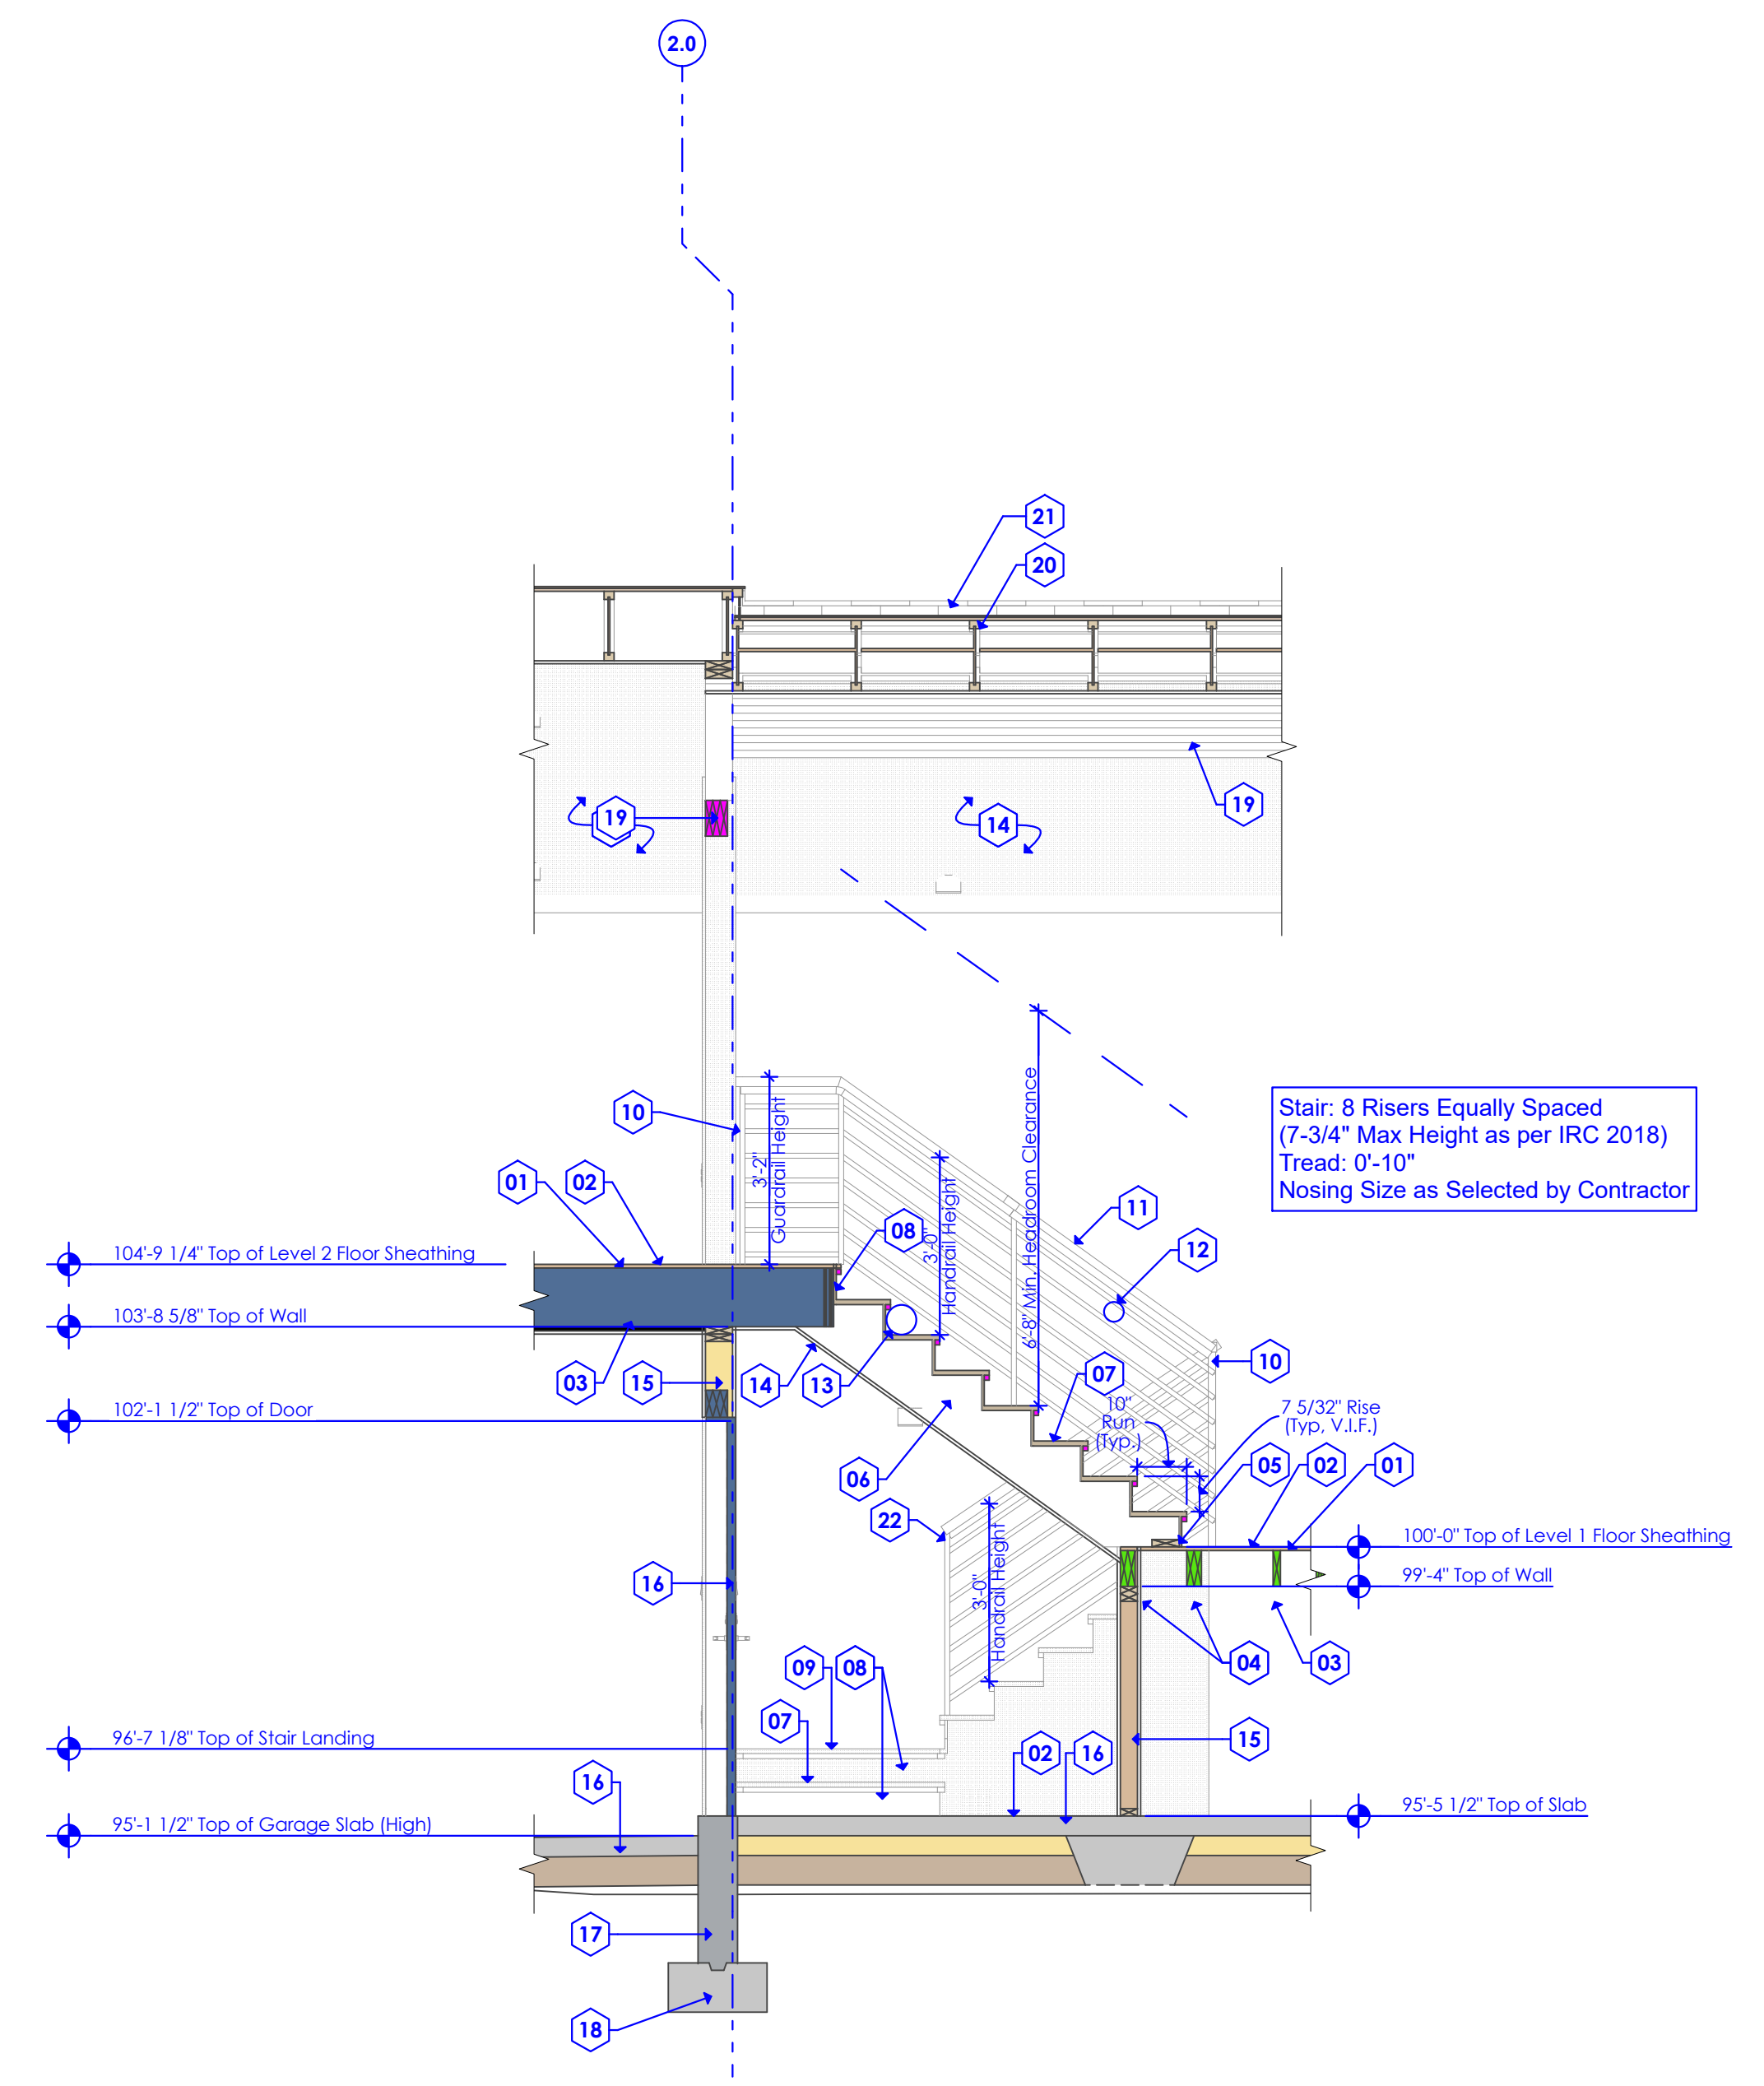 2.0
21
20
19
19
14
6'-8" Min. Headroom Clearance
Stair: 8 Risers Equally Spaced
(7-3/4" Max Height as per IRC 2018)
Tread: 0'-10"
Nosing Size as Selected by Contractor
10
3'-2"
Guardrail Height
3'-0"
Handrail Height
01
02
08
11
12
104'-9 1/4" Top of Level 2 Floor Sheathing
103'-8 5/8" Top of Wall
03
15
14
13
07
10
10"
Run
(Typ.)
7 5/32" Rise
(Typ, V.I.F.)
102'-1 1/2" Top of Door
06
05
02
01
22
100'-0" Top of Level 1 Floor Sheathing
99'-4" Top of Wall
16
3'-0"
Handrail Height
04
03
09
08
07
96'-7 1/8" Top of Stair Landing
02
16
15
16
95'-1 1/2" Top of Garage Slab (High)
95'-5 1/2" Top of Slab
17
18